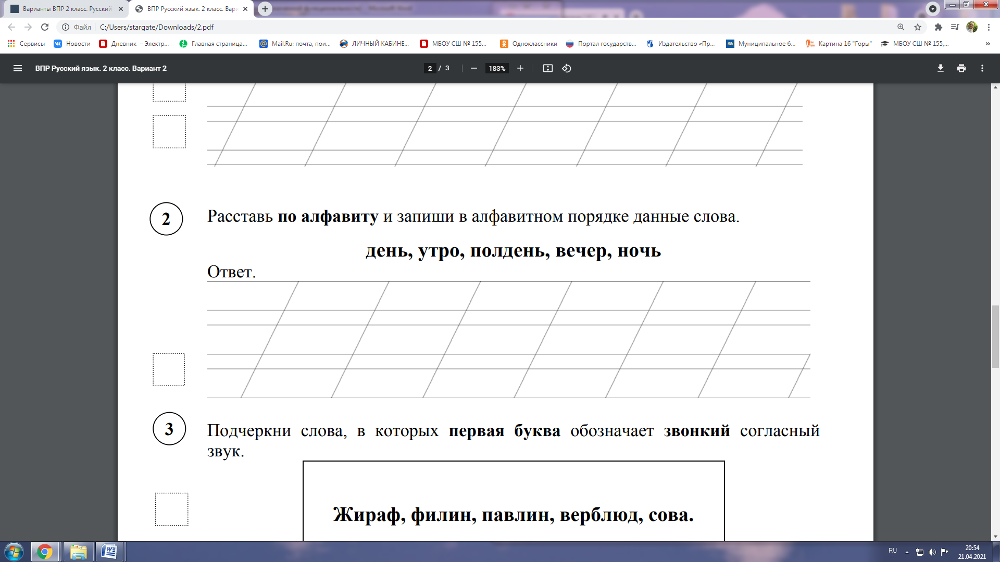 Варианты ВПР 2 класс. Русский
ВПР Русский язык. 2 класс. Вари
Файл
C:/Users/stargate/Downloads/2.pdf
Сервисы
Новости
Дневник – Электр...
Главная страница...
Mail.Ru: почта, пои...
ЛИЧНЫЙ КАБИНЕ...
МБОУ СШ № 155...
Одноклассники
Портал государств...
Издательство «Пр...
Муниципальное б...
Картина 16 "Горы"
МБОУ СШ № 155,...
»
ВПР Русский язык. 2 класс. Вариант 2
2 / 3
183%
2
Расставь по алфавиту и запиши в алфавитном порядке данные слова.
день, утро, полдень, вечер, ночь
Ответ.
3
Подчеркни слова, в которых первая буква обозначает звонкий согласный
звук.
Жираф, филин, павлин, верблюд, сова.
RU
20:54
21.04.2021